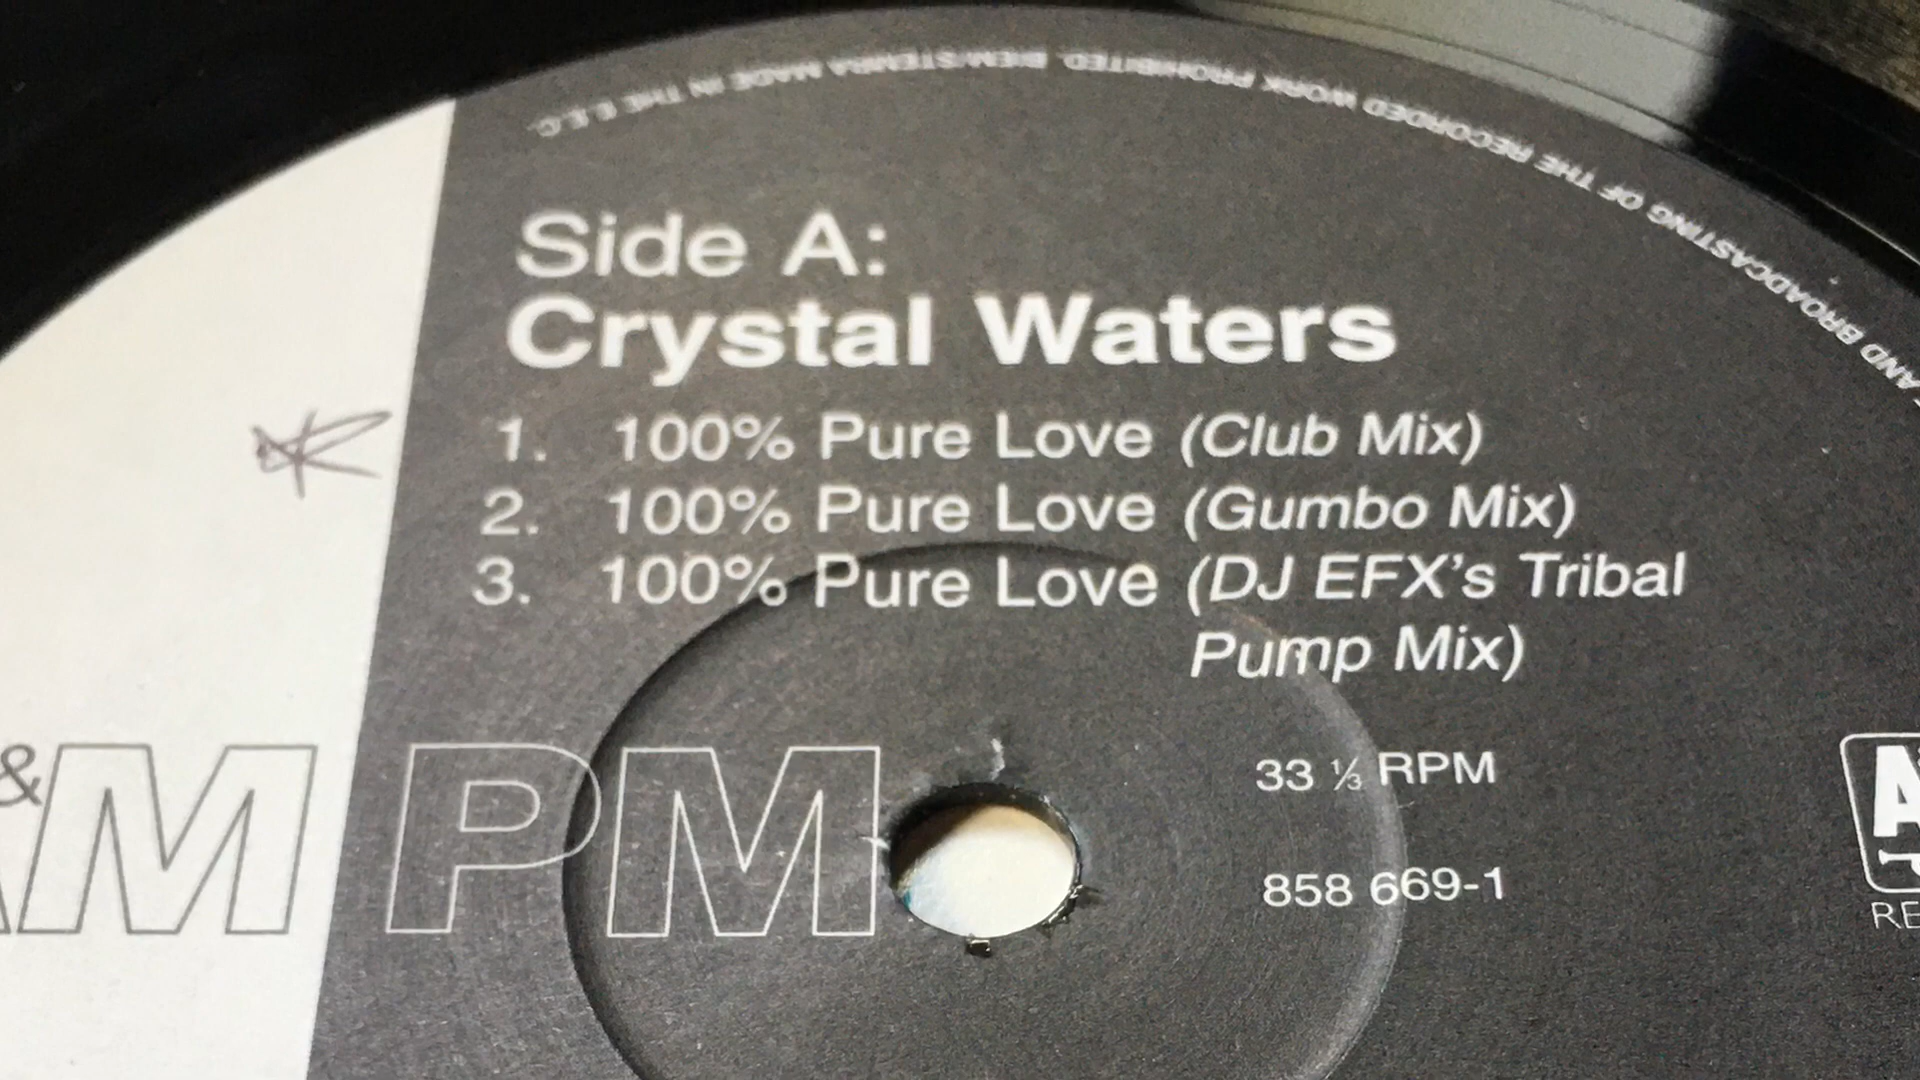 AND BROADCASTING OF THE RECORDED WORK PROHIBITED. BIEM/STEMRA MADE IN THE E.E.C.
Side A:
Crystal Waters
1. 100% Pure Love (Club Mix)
2. 100% Pure Love (Gumbo Mix)
3. 100% Pure Love (DJ EFX's Tribal
Pump Mix)
&
AM PM
33 ⅓ RPM
858 669-1